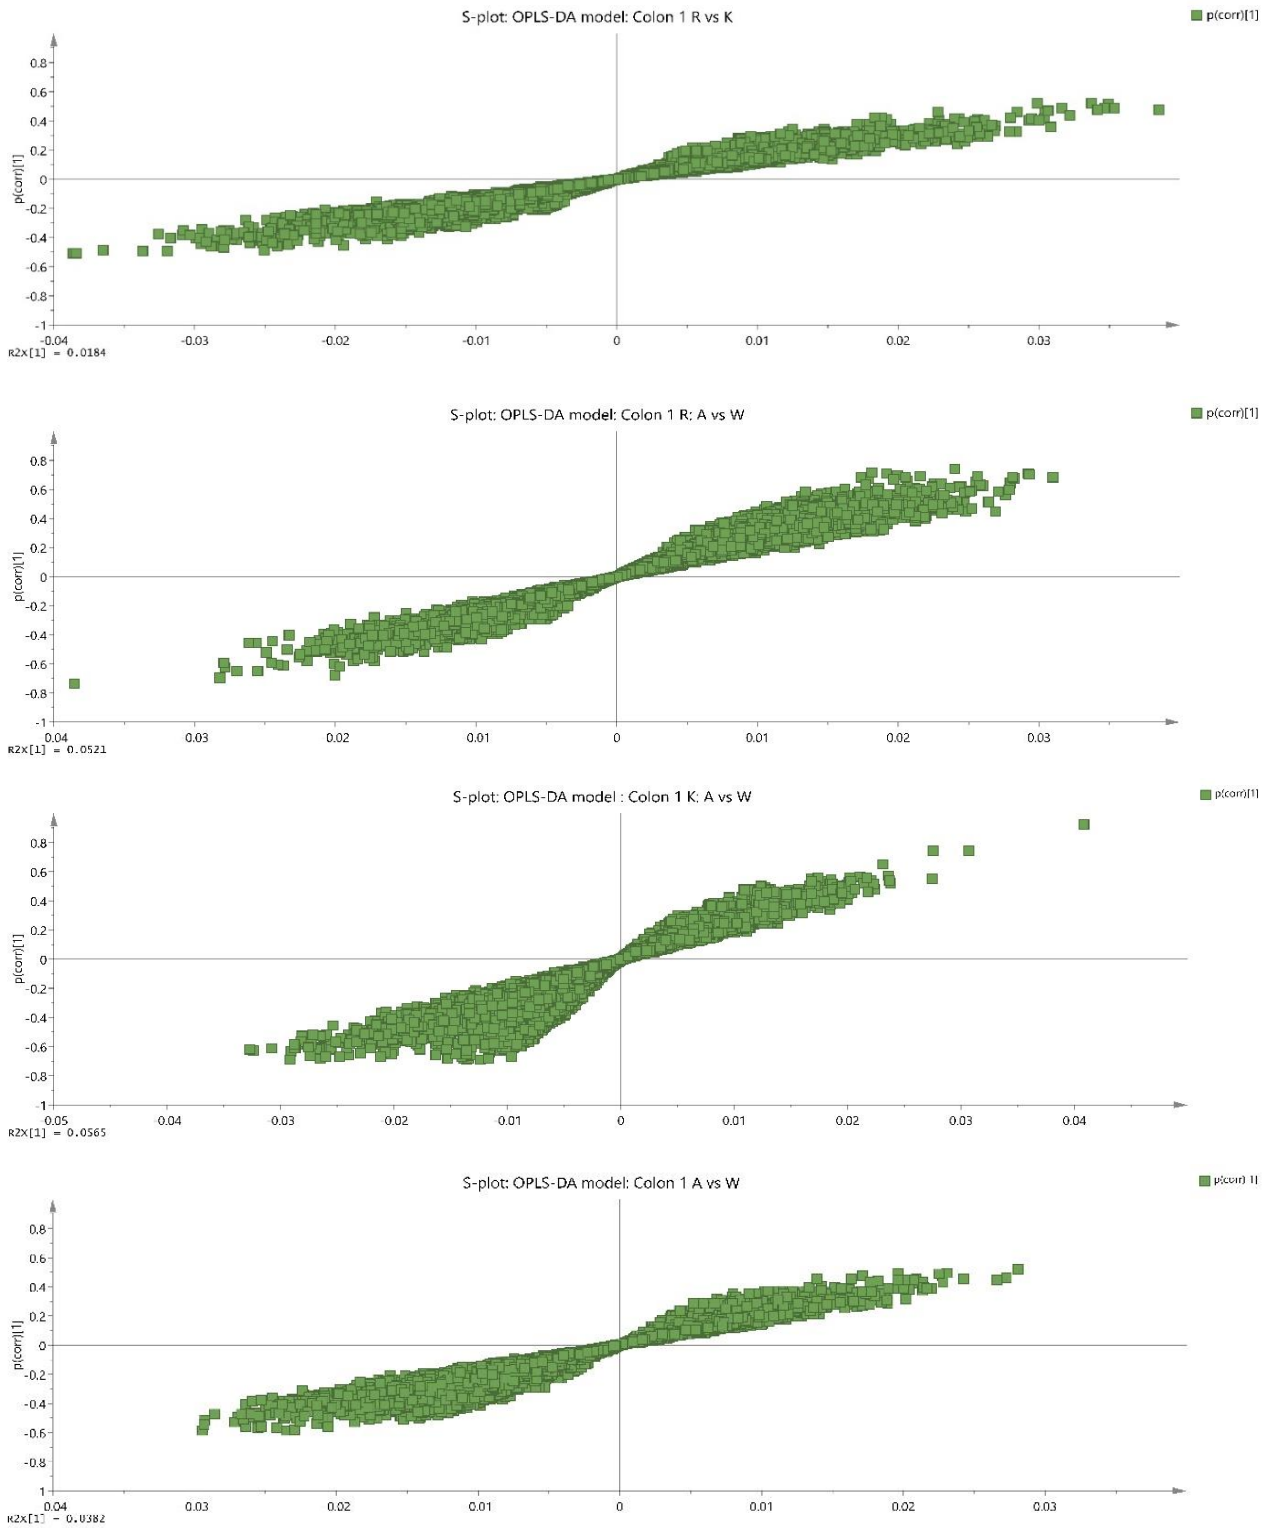 S-plot: OPLS-DA model: Colon 1 R vs K
p(corr)[1]
0.8
0.6
0.4
0.2
0
-0.2
-0.4
-0.6
-0.8
-1
p(corr)[1]
-0.04 -0.03 -0.02 -0.01 0 0.01 0.02 0.03
R2X[1] = 0.0184
S-plot: OPLS-DA model: Colon 1 R: A vs W
p(corr)[1]
0.8
0.6
0.4
0.2
0
-0.2
-0.4
-0.6
-0.8
-1
p(corr)[1]
0.04 0.03 0.02 0.01 0 0.01 0.02 0.03
R2X[1] = 0.0521
S-plot: OPLS-DA model : Colon 1 K: A vs W
p(corr)[1]
0.8
0.6
0.4
0.2
0
-0.2
-0.4
-0.6
-0.8
-1
p(corr)[1]
0.05 0.04 -0.03 -0.02 -0.01 0 0.01 0.02 0.03 0.04
R2X[1] = 0.0565
S-plot: OPLS-DA model: Colon 1 A vs W
p(corr) 1]
0.8
0.6
0.4
0.2
0
-0.2
-0.4
-0.6
-0.8
1
p(corr)[1]
0.04 0.03 0.02 0.01 0 0.01 0.02 0.03
R2X[1] = 0.0382